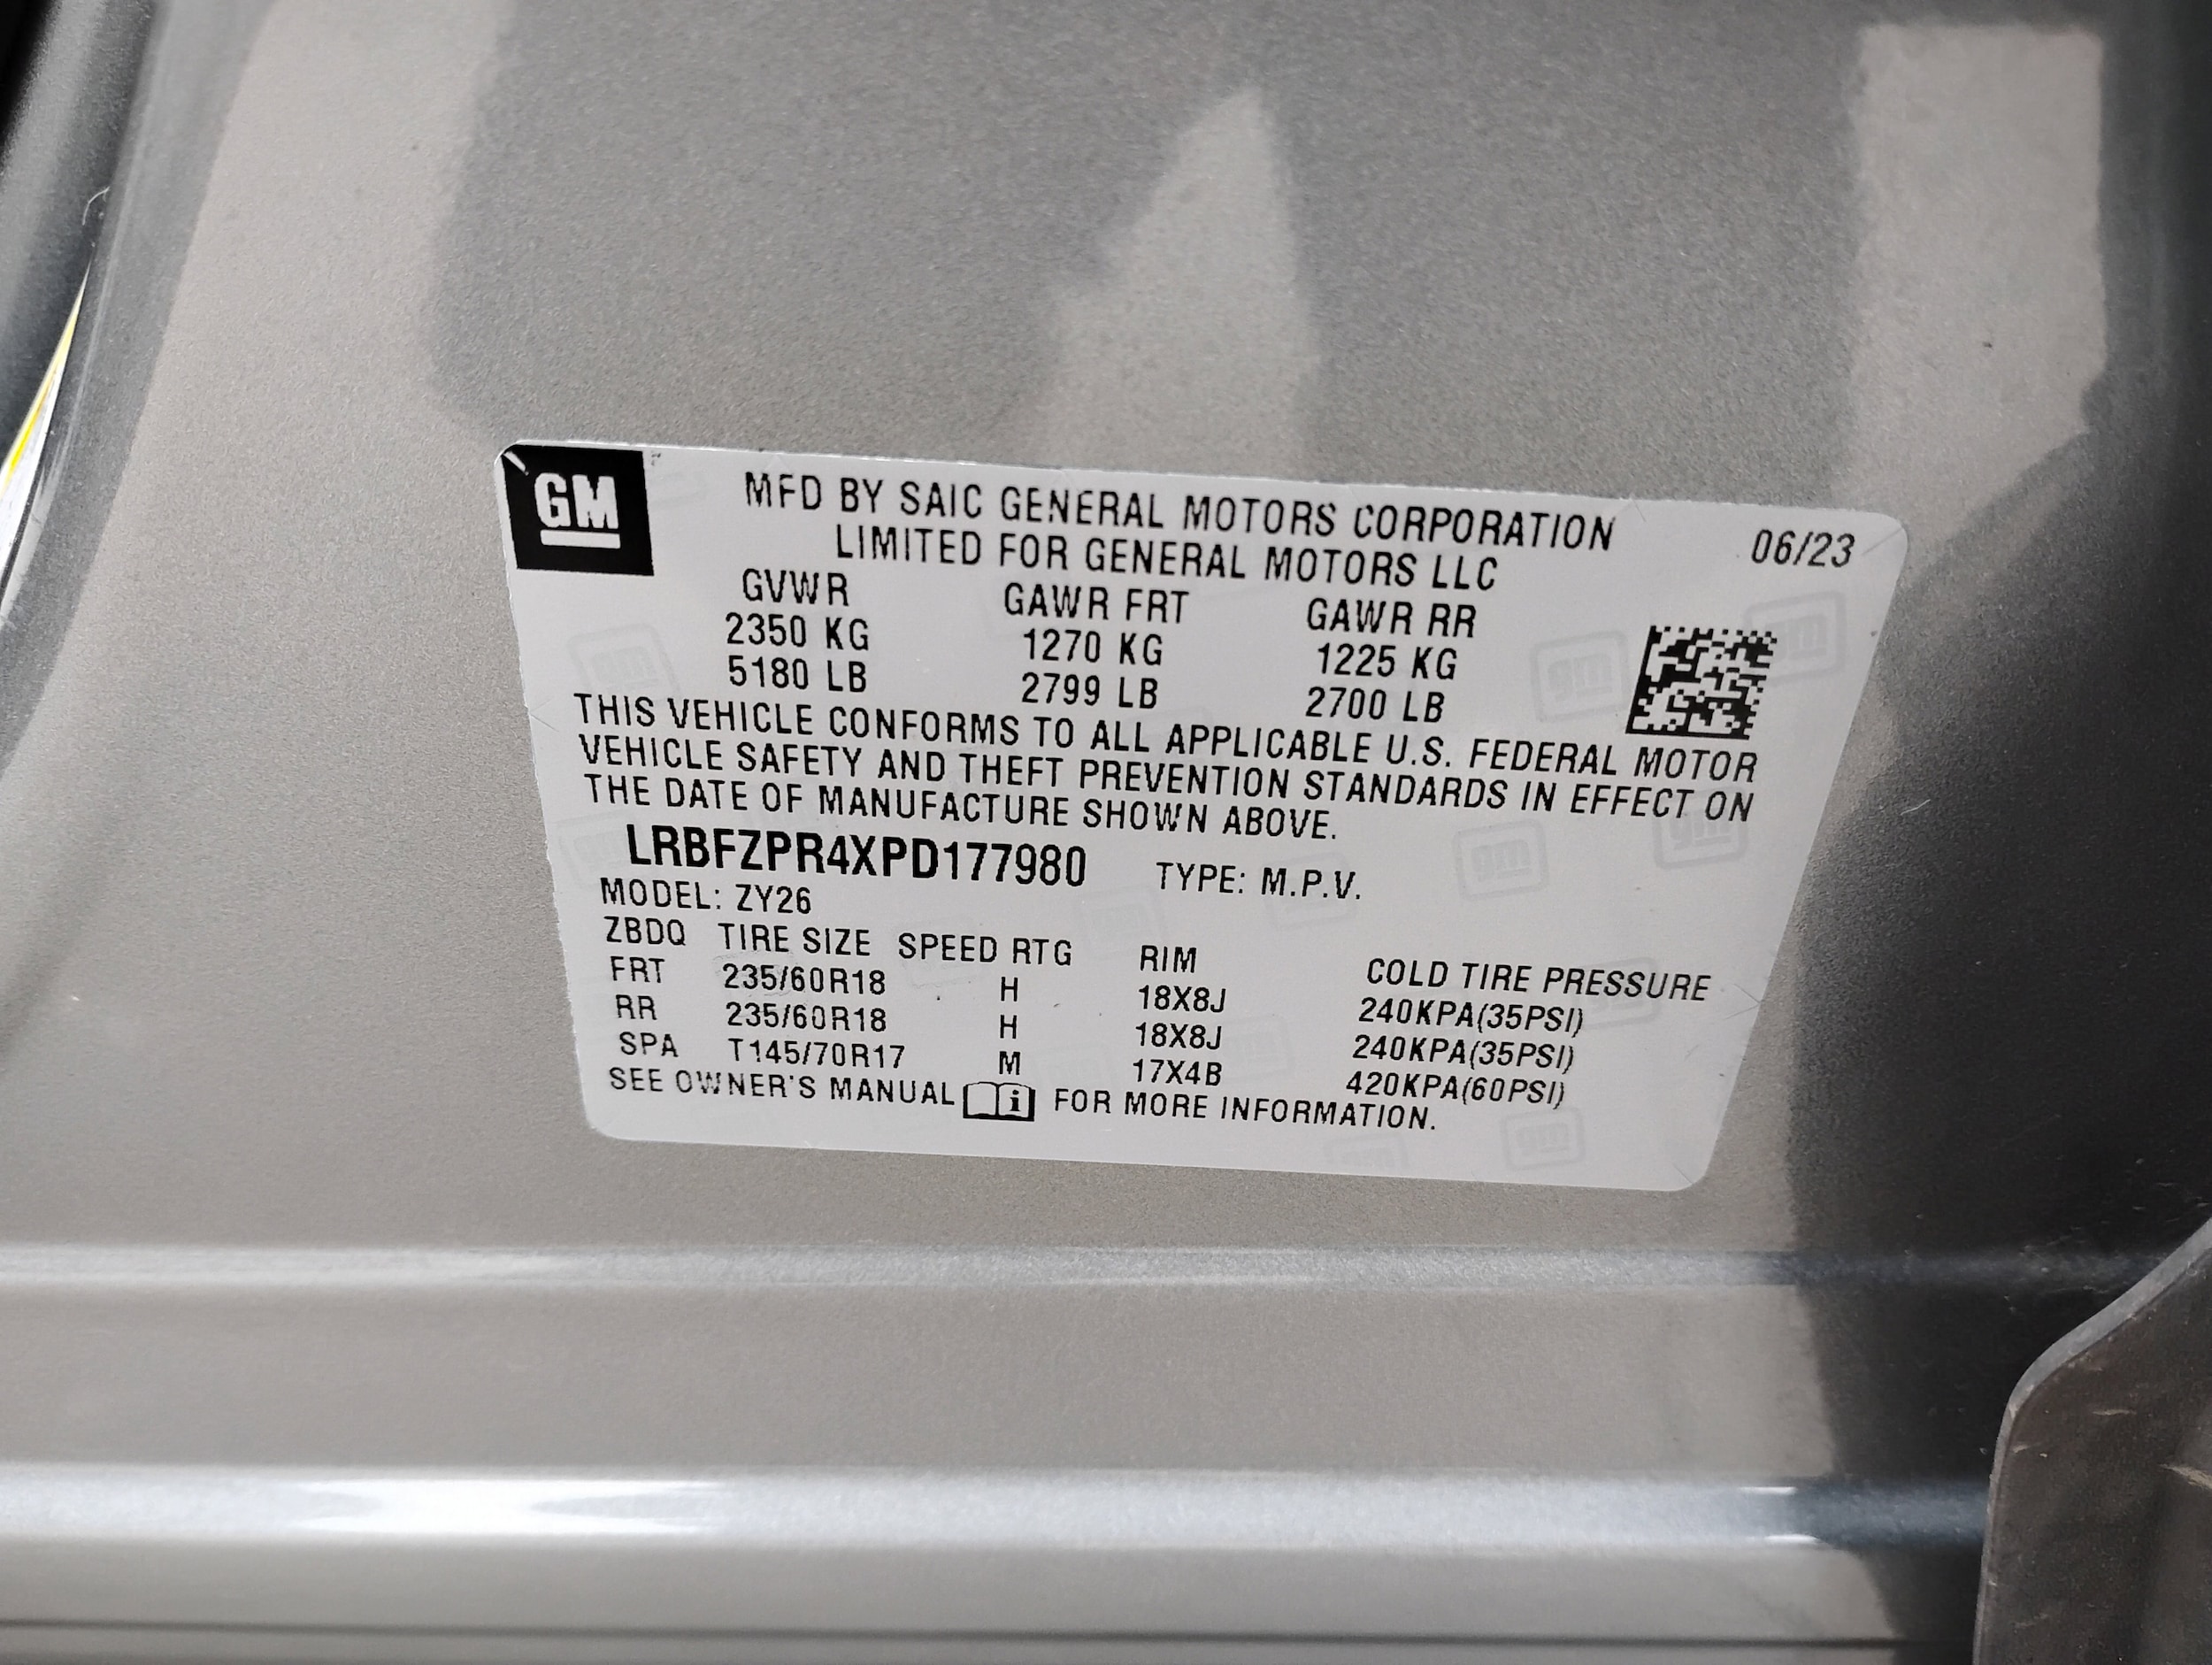 GM
MFD BY SAIC GENERAL MOTORS CORPORATION 06/23
LIMITED FOR GENERAL MOTORS LLC
GVWR GAWR FRT GAWR RR
2350 KG 1270 KG 1225 KG
5180 LB 2799 LB 2700 LB
THIS VEHICLE CONFORMS TO ALL APPLICABLE U.S. FEDERAL MOTOR
VEHICLE SAFETY AND THEFT PREVENTION STANDARDS IN EFFECT ON
THE DATE OF MANUFACTURE SHOWN ABOVE.
LRBFZPR4XPD177980 TYPE: M.P.V.
MODEL: ZY26
ZBDQ TIRE SIZE SPEED RTG RIM COLD TIRE PRESSURE
FRT 235/60R18 H 18X8J 240KPA(35PSI)
RR 235/60R18 H 18X8J 240KPA(35PSI)
SPA T145/70R17 M 17X4B 420KPA(60PSI)
SEE OWNER'S MANUAL i FOR MORE INFORMATION.